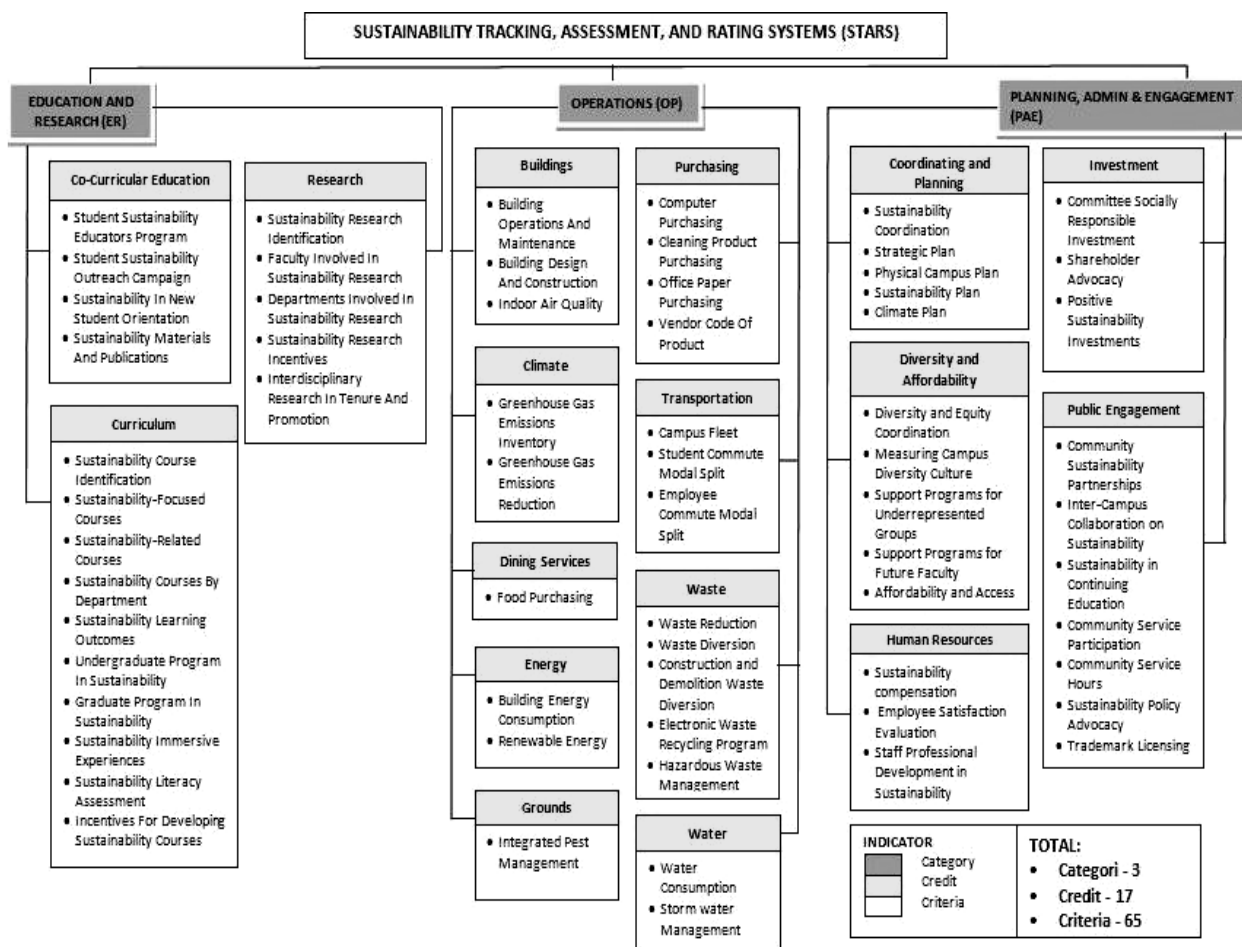 SUSTAINABILITY TRACKING, ASSESSMENT, AND RATING SYSTEMS (STARS)
EDUCATION AND
RESEARCH (ER)
Co-Curricular Education
• Student Sustainability
Educators Program
• Student Sustainability
Outreach Campaign
• Sustainability In New
Student Orientation
• Sustainability Materials
And Publications
Research
• Sustainability Research
Identification
• Faculty Involved In
Sustainability Research
• Departments Involved In
Sustainability Research
• Sustainability Research
Incentives
• Interdisciplinary
Research In Tenure And
Promotion
Curriculum
• Sustainability Course
Identification
• Sustainability-Focused
Courses
• Sustainability-Related
Courses
• Sustainability Courses By
Department
• Sustainability Learning
Outcomes
• Undergraduate Program
In Sustainability
• Graduate Program In
Sustainability
• Sustainability Immersive
Experiences
• Sustainability Literacy
Assessment
• Incentives For Developing
Sustainability Courses
OPERATIONS (OP)
Buildings
• Building
Operations And
Maintenance
• Building Design
And Construction
• Indoor Air Quality
Climate
• Greenhouse Gas
Emissions
Inventory
• Greenhouse Gas
Emissions
Reduction
Dining Services
• Food Purchasing
Energy
• Building Energy
Consumption
• Renewable Energy
Grounds
• Integrated Pest
Management
Purchasing
• Computer
Purchasing
• Cleaning Product
Purchasing
• Office Paper
Purchasing
• Vendor Code Of
Product
Transportation
• Campus Fleet
• Student Commute
Modal Split
• Employee
Commute Modal
Split
Waste
• Waste Reduction
• Waste Diversion
• Construction and
Demolition Waste
Diversion
• Electronic Waste
Recycling Program
• Hazardous Waste
Management
Water
• Water
Consumption
• Storm water
Management
PLANNING, ADMIN & ENGAGEMENT
(PAE)
Coordinating and
Planning
• Sustainability
Coordination
• Strategic Plan
• Physical Campus Plan
• Sustainability Plan
• Climate Plan
Diversity and
Affordability
• Diversity and Equity
Coordination
• Measuring Campus
Diversity Culture
• Support Programs for
Underrepresented
Groups
• Support Programs for
Future Faculty
• Affordability and Access
Human Resources
• Sustainability
compensation
• Employee Satisfaction
Evaluation
• Staff Professional
Development in
Sustainability
Investment
• Committee Socially
Responsible
Investment
• Shareholder
Advocacy
• Positive
Sustainability
Investments
Public Engagement
• Community
Sustainability
Partnerships
• Inter-Campus
Collaboration on
Sustainability
• Sustainability in
Continuing
Education
• Community Service
Participation
• Community Service
Hours
• Sustainability Policy
Advocacy
• Trademark Licensing
INDICATOR
Category
Credit
Criteria
TOTAL:
• Categori - 3
• Credit - 17
• Criteria - 65